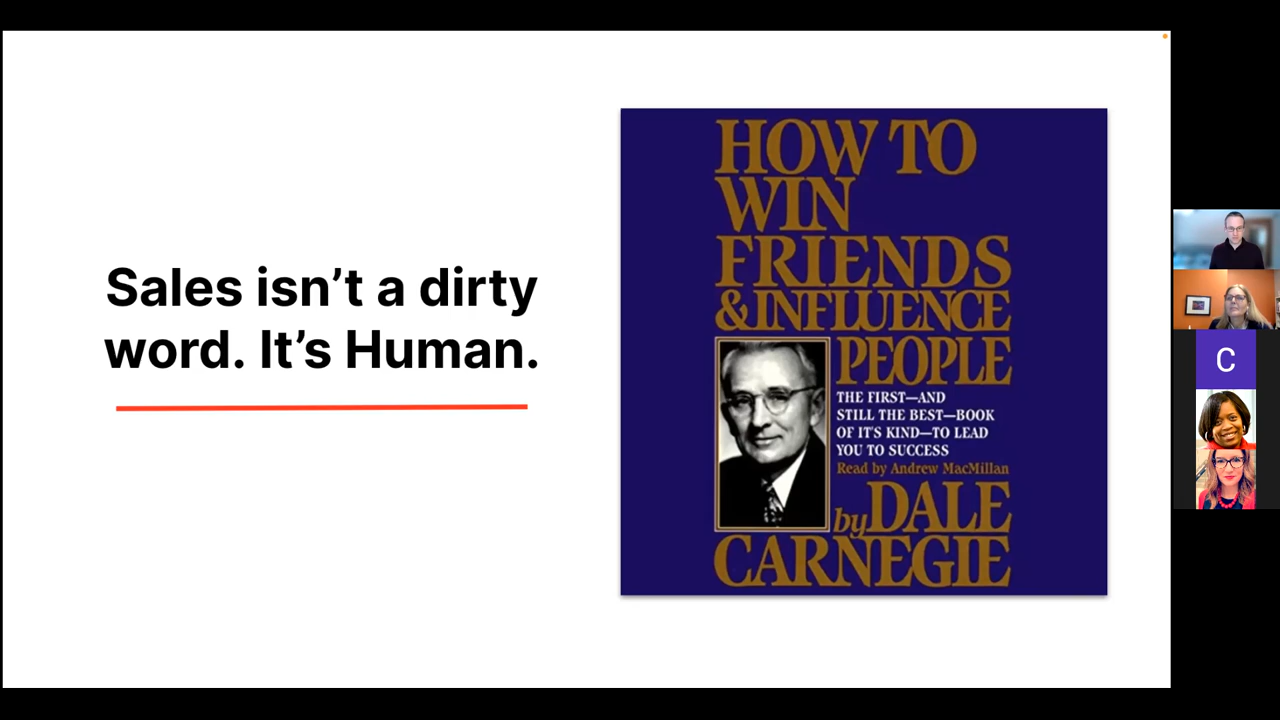 Sales isn’t a dirty
word. It’s Human.
HOW TO
WIN
FRIENDS
& INFLUENCE
PEOPLE
THE FIRST—AND
STILL THE BEST—BOOK
OF IT'S KIND—TO LEAD
YOU TO SUCCESS
Read by Andrew MacMillan
by DALE
CARNEGIE
C